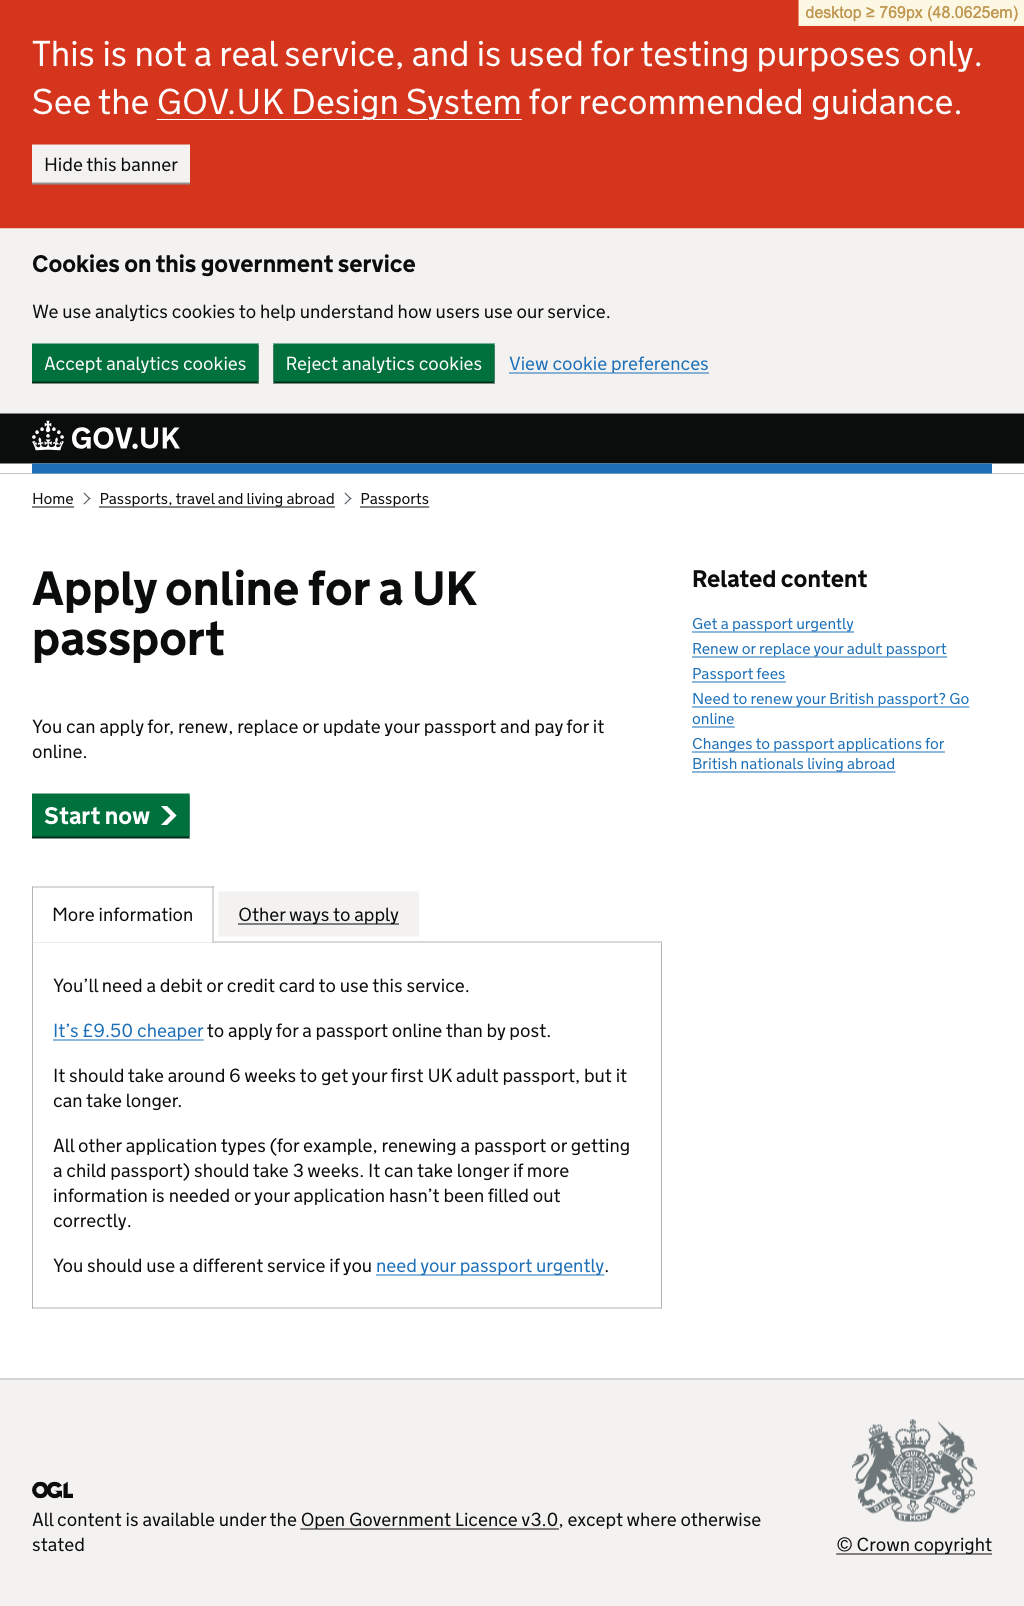 desktop ≥ 769px (48.0625em)
This is not a real service, and is used for testing purposes only.
See the GOV.UK Design System for recommended guidance.
Hide this banner
Cookies on this government service
We use analytics cookies to help understand how users use our service.
Accept analytics cookies
Reject analytics cookies
View cookie preferences
GOV.UK
Home
Passports, travel and living abroad
Passports
Apply online for a UK
passport
You can apply for, renew, replace or update your passport and pay for it
online.
Start now
More information
Other ways to apply
You’ll need a debit or credit card to use this service.
It’s £9.50 cheaper to apply for a passport online than by post.
It should take around 6 weeks to get your first UK adult passport, but it
can take longer.
All other application types (for example, renewing a passport or getting
a child passport) should take 3 weeks. It can take longer if more
information is needed or your application hasn’t been filled out
correctly.
You should use a different service if you need your passport urgently.
Related content
Get a passport urgently
Renew or replace your adult passport
Passport fees
Need to renew your British passport? Go
online
Changes to passport applications for
British nationals living abroad
OGL
All content is available under the Open Government Licence v3.0, except where otherwise
stated
DIEU ET MON DROIT
© Crown copyright